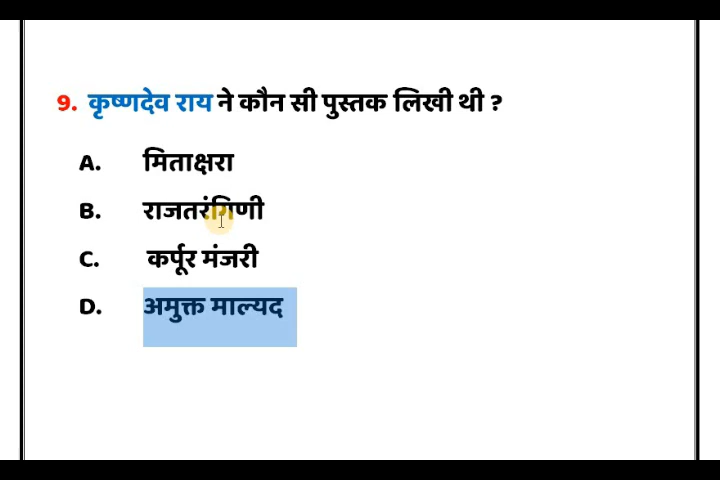 9. कृष्णदेव राय ने कौन सी पुस्तक लिखी थी ?
A. मिताक्षरा
B. राजतरंगिणी
C. कर्पूर मंजरी
D. अमुक्त माल्यद